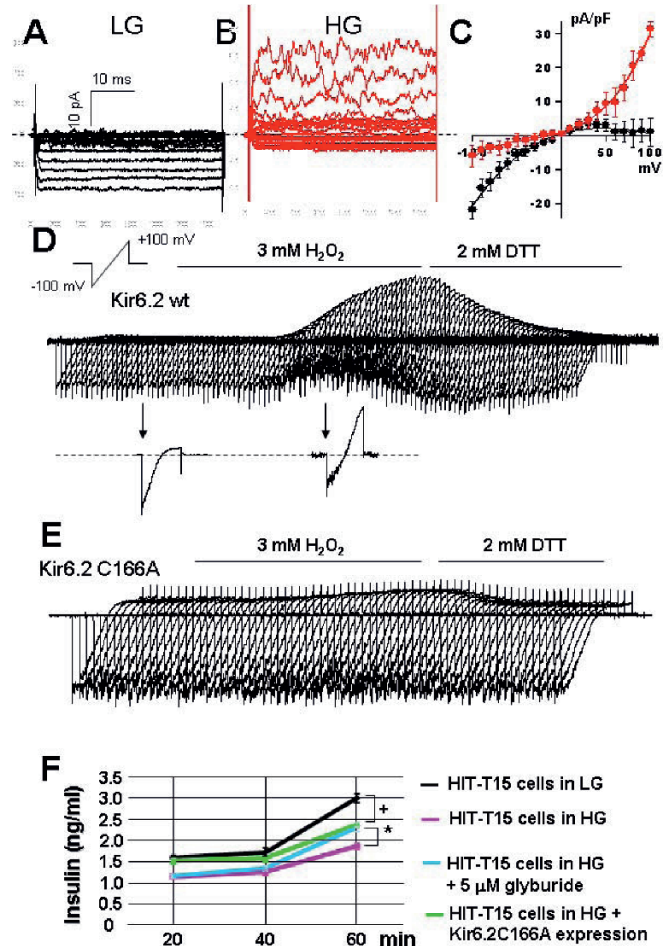 A LG
B HG
C pA/pF
10 ms
10 pA
30
20
10
50 100
mV
-10
-20
D +100 mV
-100 mV
3 mM H₂O₂ 2 mM DTT
Kir6.2 wt
E 3 mM H₂O₂ 2 mM DTT
Kir6.2 C166A
F
Insulin (ng/ml)
3.5
3.0
2.5
2.0
1.5
1.0
0.5
0
20 40 60 min
+
*
HIT-T15 cells in LG
HIT-T15 cells in HG
HIT-T15 cells in HG
+ 5 µM glyburide
HIT-T15 cells in HG +
Kir6.2C166A
expression